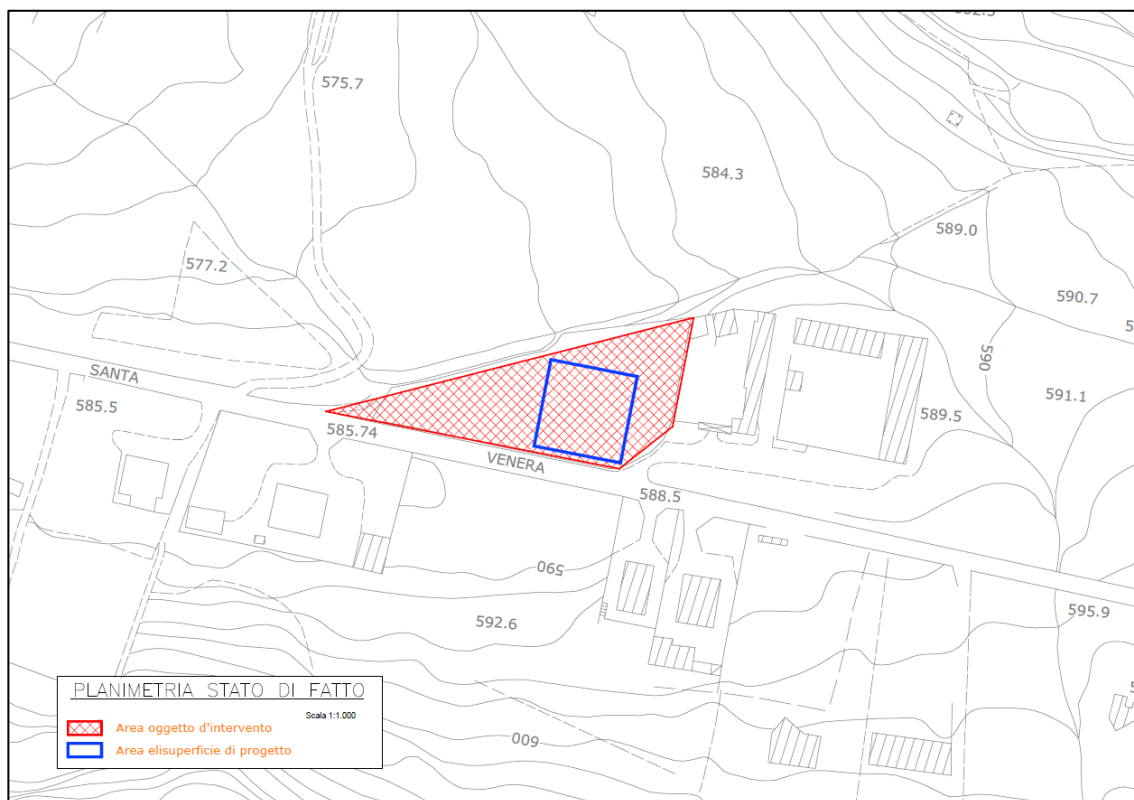 575.7
584.3
589.0
577.2
590.7
590
SANTA
591.1
585.5
589.5
585.74
VENERA
588.5
590
592.6
595.9
600
PLANIMETRIA STATO DI FATTO
Scala 1:1.000
Area oggetto d'intervento
Area elisuperficie di progetto